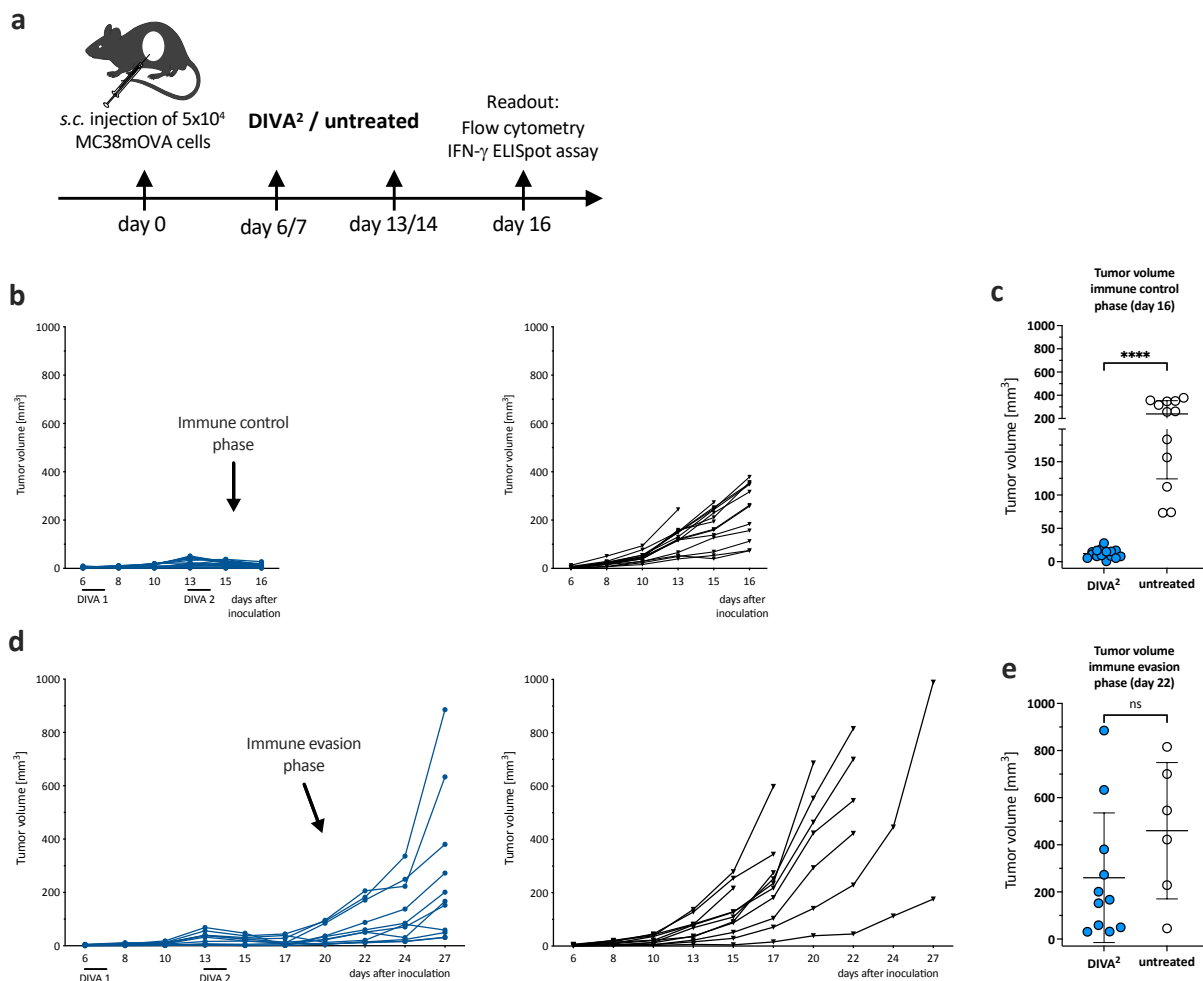 a
s.c. injection of 5x10⁴
MC38mOVA cells
DIVA² / untreated
Readout:
Flow cytometry
IFN-γ ELISpot assay
day 0
day 6/7
day 13/14
day 16
b
Tumor volume [mm³]
1000
800
600
400
200
0
Immune control
phase
6 8 10 13 15 16
DIVA 1
DIVA 2
days after
inoculation
1000
800
600
400
200
0
Tumor volume [mm³]
6 8 10 13 15 16
days after
inoculation
c
Tumor volume
immune control
phase (day 16)
Tumor volume [mm³]
1000
800
600
400
200
150
100
50
25
0
****
DIVA²
untreated
d
Tumor volume [mm³]
1000
800
600
400
200
0
Immune evasion
phase
6 8 10 13 15 17 20 22 24 27
DIVA 1
DIVA 2
days after inoculation
Tumor volume [mm³]
1000
800
600
400
200
0
6 8 10 13 15 17 20 22 24 27
days after inoculation
e
Tumor volume
immune evasion
phase (day 22)
Tumor volume [mm³]
1000
800
600
400
200
0
ns
DIVA²
untreated